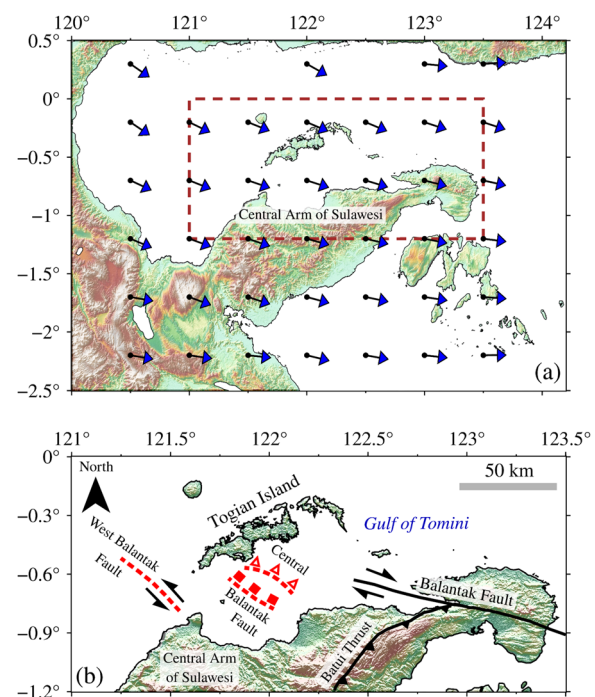 120° 121° 122° 123° 124°
0.5°
0°
−0.5°
−1°
−1.5°
−2°
−2.5°
Central Arm of Sulawesi
(a)
121° 121.5° 122° 122.5° 123° 123.5°
0°
−0.3°
−0.6°
−0.9°
−1.2°
North
50 km
Togian Island
Gulf of Tomini
West Balantak
Fault
Central
Balantak
Fault
Balantak Fault
Batui Thrust
Central Arm
of Sulawesi
(b)